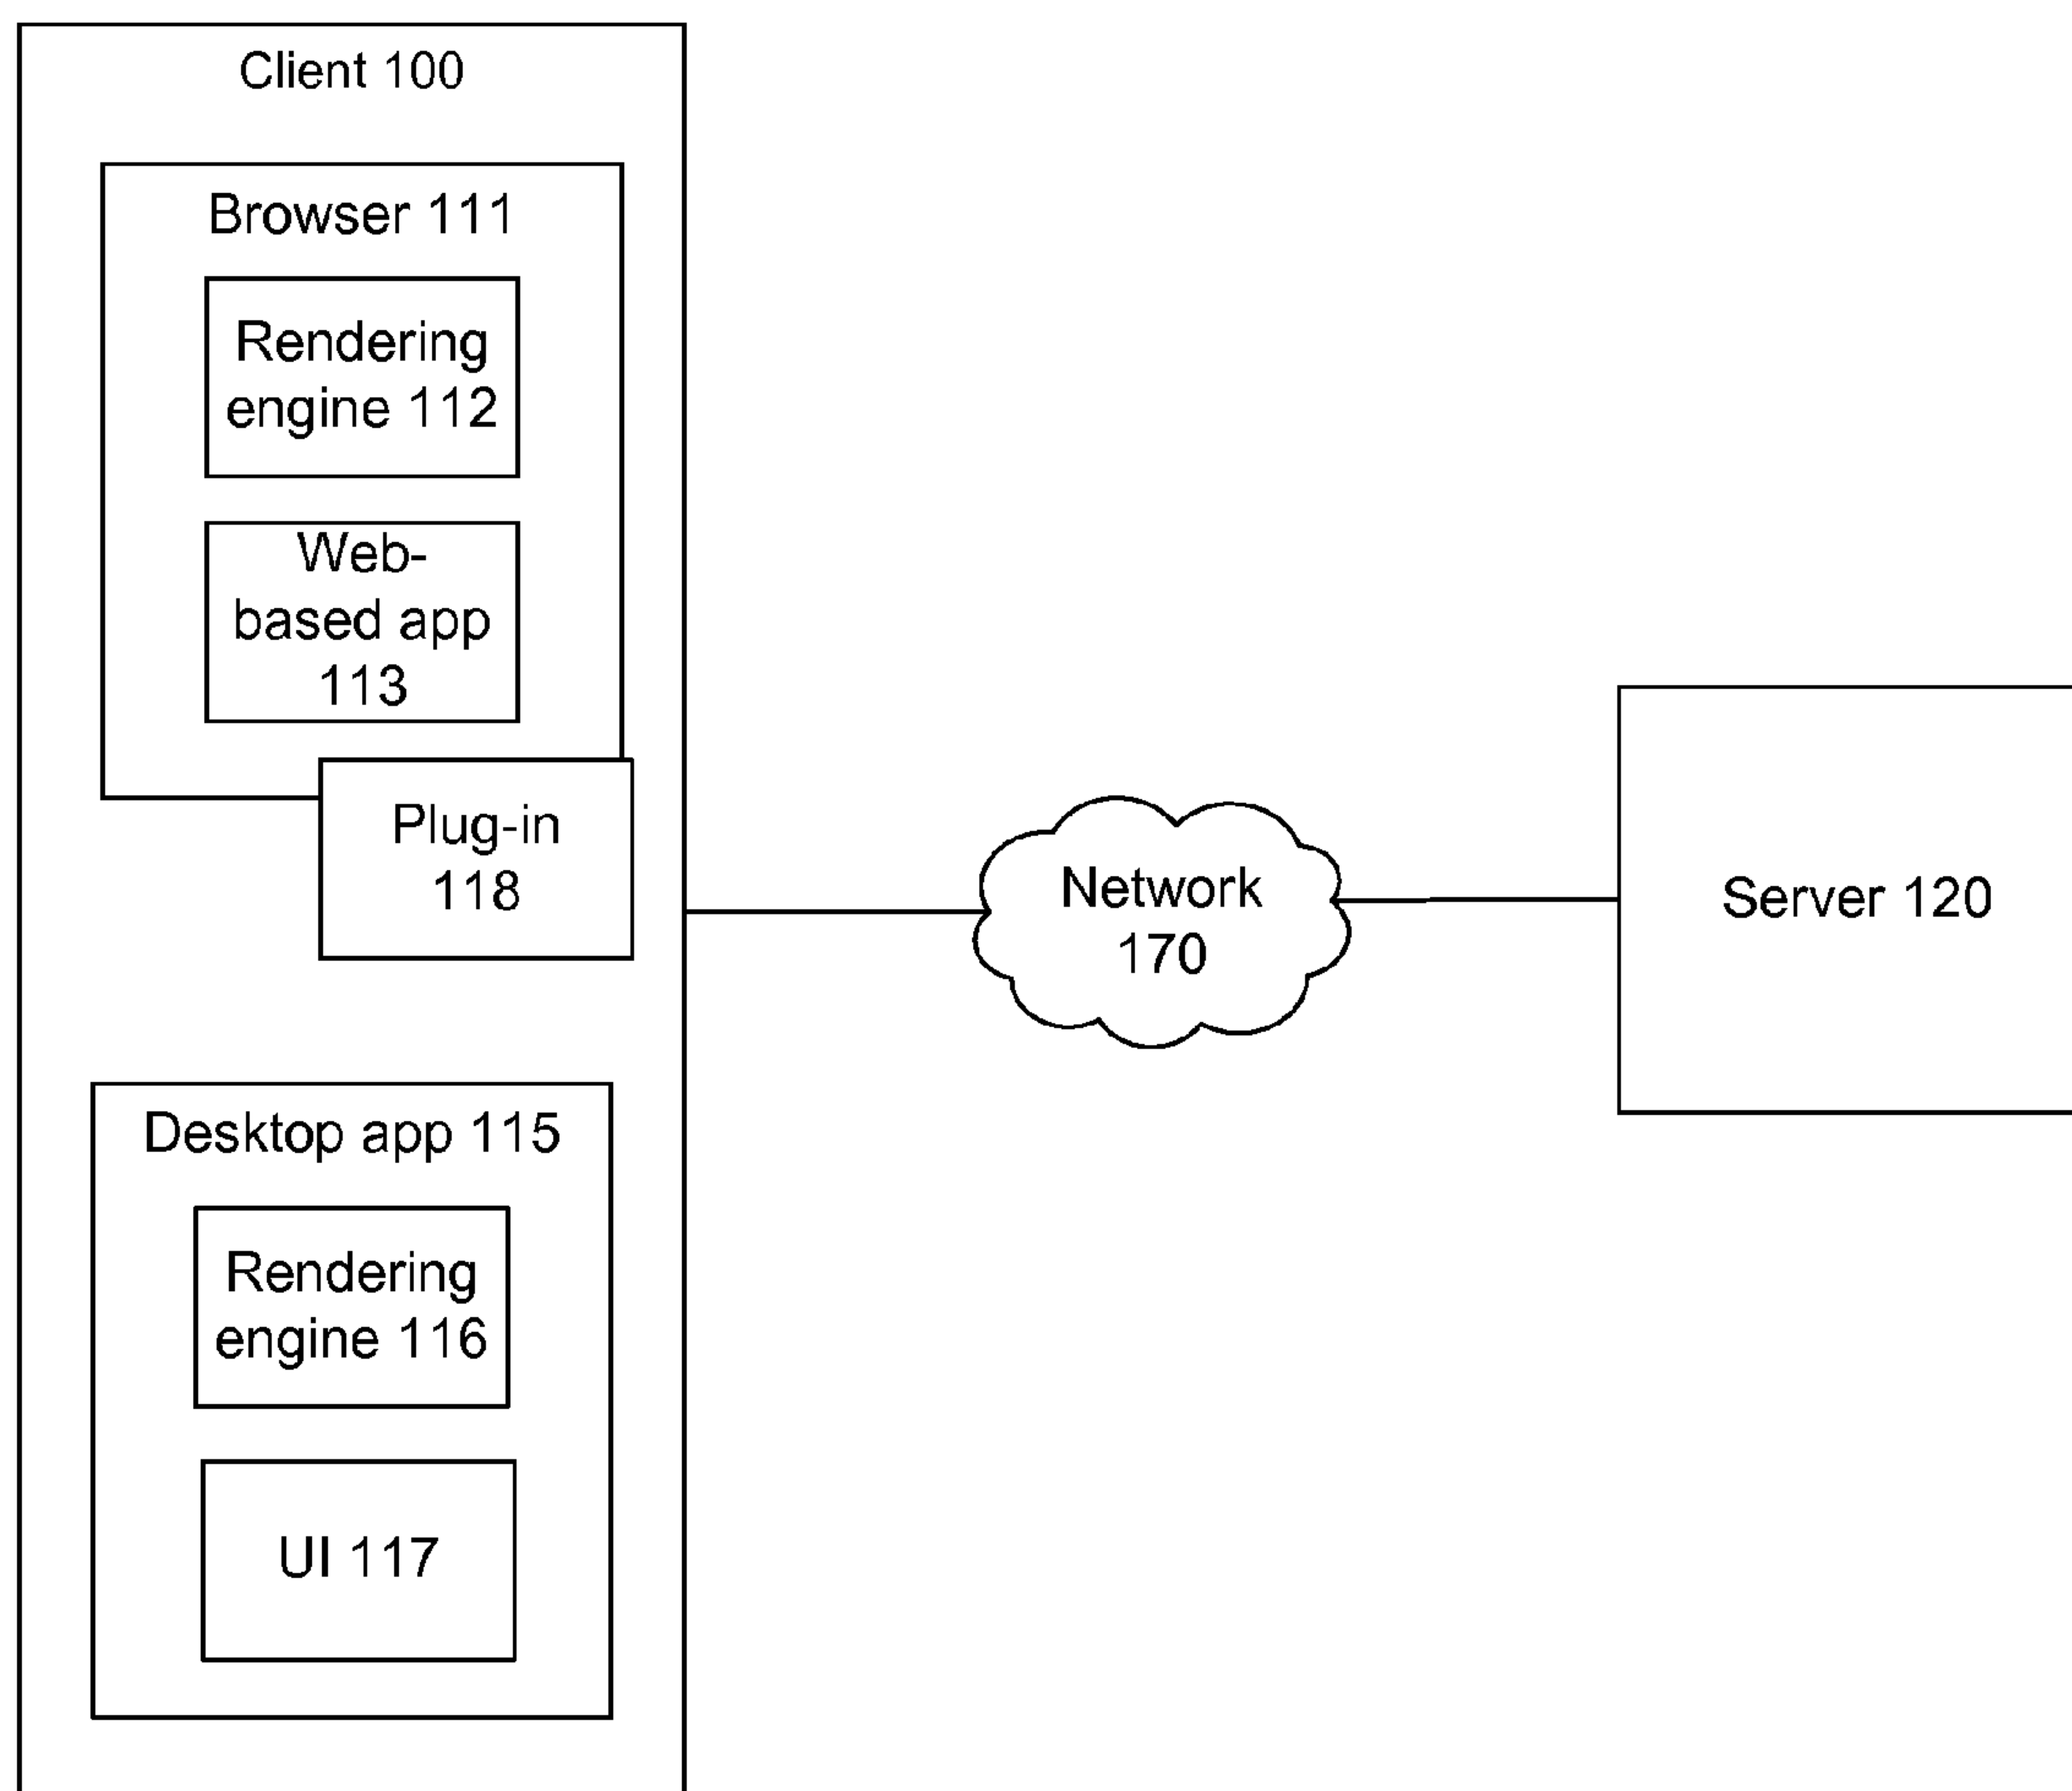 Client 100
Browser 111
Rendering
engine 112
Web-
based app
113
Plug-in
118
Desktop app 115
Rendering
engine 116
UI 117
Network
170
Server 120